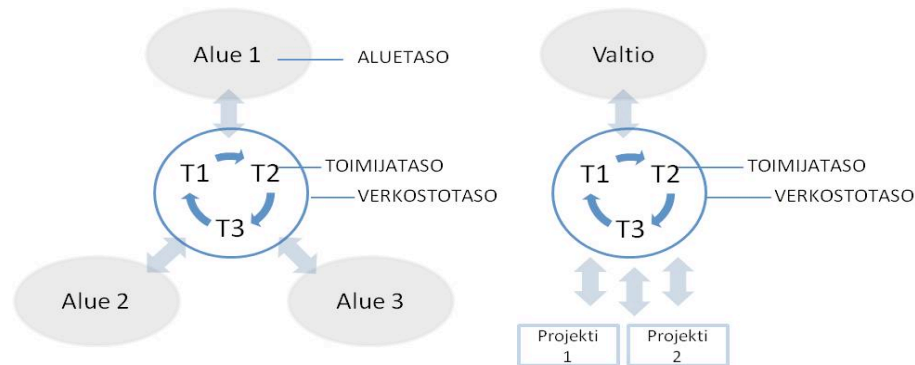 Alue 1
ALUETASO
T1
T2
TOIMIJATASO
VERKOSTOTASO
T3
Alue 2
Alue 3
Valtio
T1
T2
TOIMIJATASO
VERKOSTOTASO
T3
Projekti
1
Projekti
2